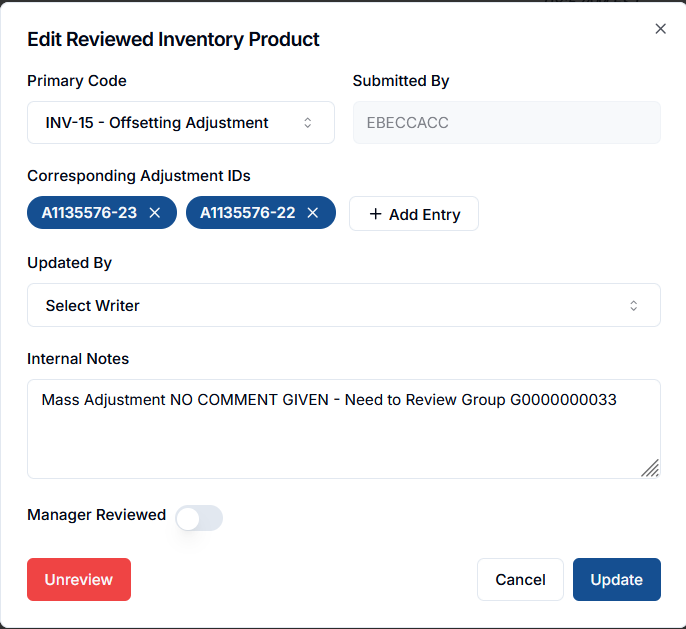 Edit Reviewed Inventory Product
Primary Code
Submitted By
INV-15 - Offsetting Adjustment
EBECCACC
Corresponding Adjustment IDs
A1135576-23
A1135576-22
+ Add Entry
Updated By
Select Writer
Internal Notes
Mass Adjustment NO COMMENT GIVEN - Need to Review Group G0000000033
Manager Reviewed
Unreview
Cancel
Update